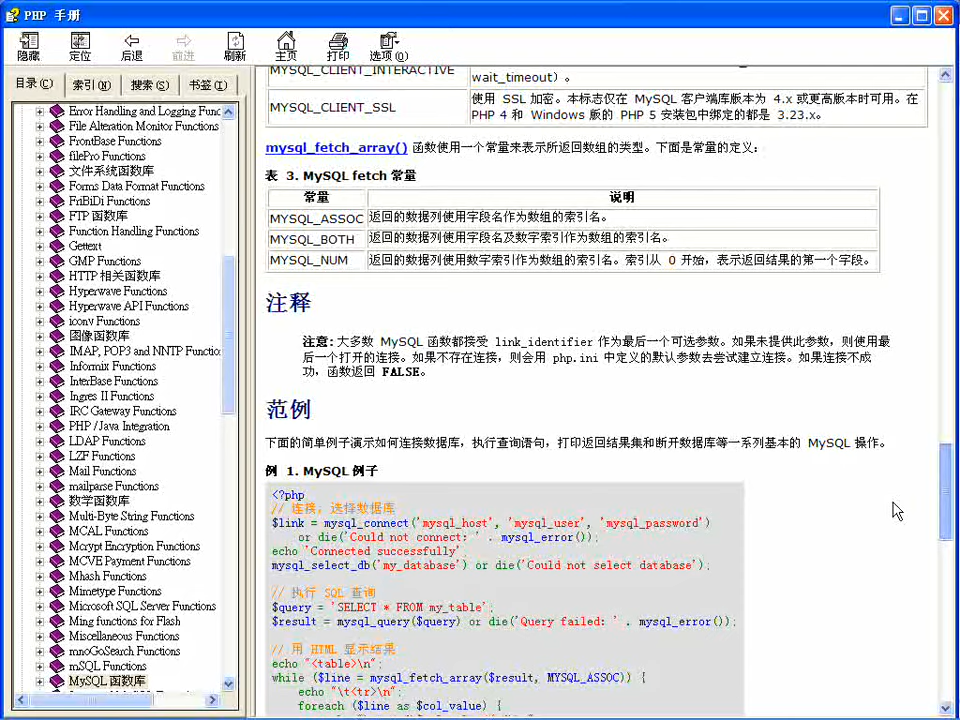 PHP 手册
隐藏 定位 后退 前进 刷新 主页 打印 选项(O)
目录(C) 索引(N) 搜索(S) 书签(I)
Error Handling and Logging Func
File Alteration Monitor Functions
FrontBase Functions
filePro Functions
文件系统函数库
Forms Data Format Functions
FriBiDi Functions
FTP 函数库
Function Handling Functions
Gettext
GMP Functions
HTTP 相关函数库
Hyperwave Functions
Hyperwave API Functions
iconv Functions
图像函数库
IMAP, POP3 and NNTP Functio
Informix Functions
InterBase Functions
Ingres II Functions
IRC Gateway Functions
PHP / Java Integration
LDAP Functions
LZF Functions
Mail Functions
mailparse Functions
数学函数库
Multi-Byte String Functions
MCAL Functions
Mcrypt Encryption Functions
MCVE Payment Functions
Mhash Functions
Mimetype Functions
Microsoft SQL Server Functions
Ming functions for Flash
Miscellaneous Functions
mnoGoSearch Functions
mSQL Functions
MySQL 函数库
MYSQL_CLIENT_INTERACTIVE wait_timeout）。
MYSQL_CLIENT_SSL 使用 SSL 加密。本标志仅在 MySQL 客户端库版本为 4.x 或更高版本时可用。在
PHP 4 和 Windows 版的 PHP 5 安装包中绑定的都是 3.23.x。
mysql_fetch_array() 函数使用一个常量来表示所返回数组的类型。下面是常量的定义：
表 3. MySQL fetch 常量
常量 说明
MYSQL_ASSOC 返回的数据列使用字段名作为数组的索引名。
MYSQL_BOTH 返回的数据列使用字段名及数字索引作为数组的索引名。
MYSQL_NUM 返回的数据列使用数字索引作为数组的索引名。索引从 0 开始，表示返回结果的第一个字段。
注释
注意: 大多数 MySQL 函数都接受 link_identifier 作为最后一个可选参数。如果未提供此参数，则使用最
后一个打开的连接。如果不存在连接，则会用 php.ini 中定义的默认参数去尝试建立连接。如果连接不成
功，函数返回 FALSE。
范例
下面的简单例子演示如何连接数据库，执行查询语句，打印返回结果集和断开数据库等一系列基本的 MySQL 操作。
例 1. MySQL 例子
<?php
// 连接，选择数据库
$link = mysql_connect('mysql_host', 'mysql_user', 'mysql_password')
or die('Could not connect: ' . mysql_error());
echo 'Connected successfully';
mysql_select_db('my_database') or die('Could not select database');
// 执行 SQL 查询
$query = 'SELECT * FROM my_table';
$result = mysql_query($query) or die('Query failed: ' . mysql_error());
// 用 HTML 显示结果
echo "<table>\n";
while ($line = mysql_fetch_array($result, MYSQL_ASSOC)) {
echo "\t<tr>\n";
foreach ($line as $col_value) {